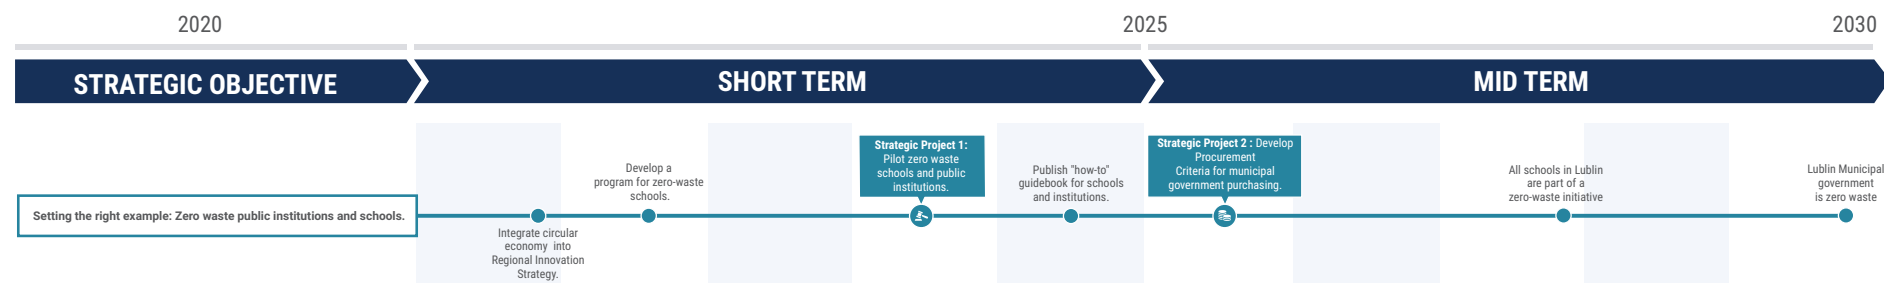 2020
2025
2030
STRATEGIC OBJECTIVE
SHORT TERM
MID TERM
Setting the right example: Zero waste public institutions and schools.
Integrate circular
economy into
Regional Innovation
Strategy.
Develop a
program for zero-waste
schools.
Strategic Project 1:
Pilot zero waste
schools and public
institutions.
Publish "how-to"
guidebook for schools
and institutions.
Strategic Project 2 : Develop
Procurement
Criteria for municipal
government purchasing.
All schools in Lublin
are part of a
zero-waste initiative
Lublin Municipal
government
is zero waste